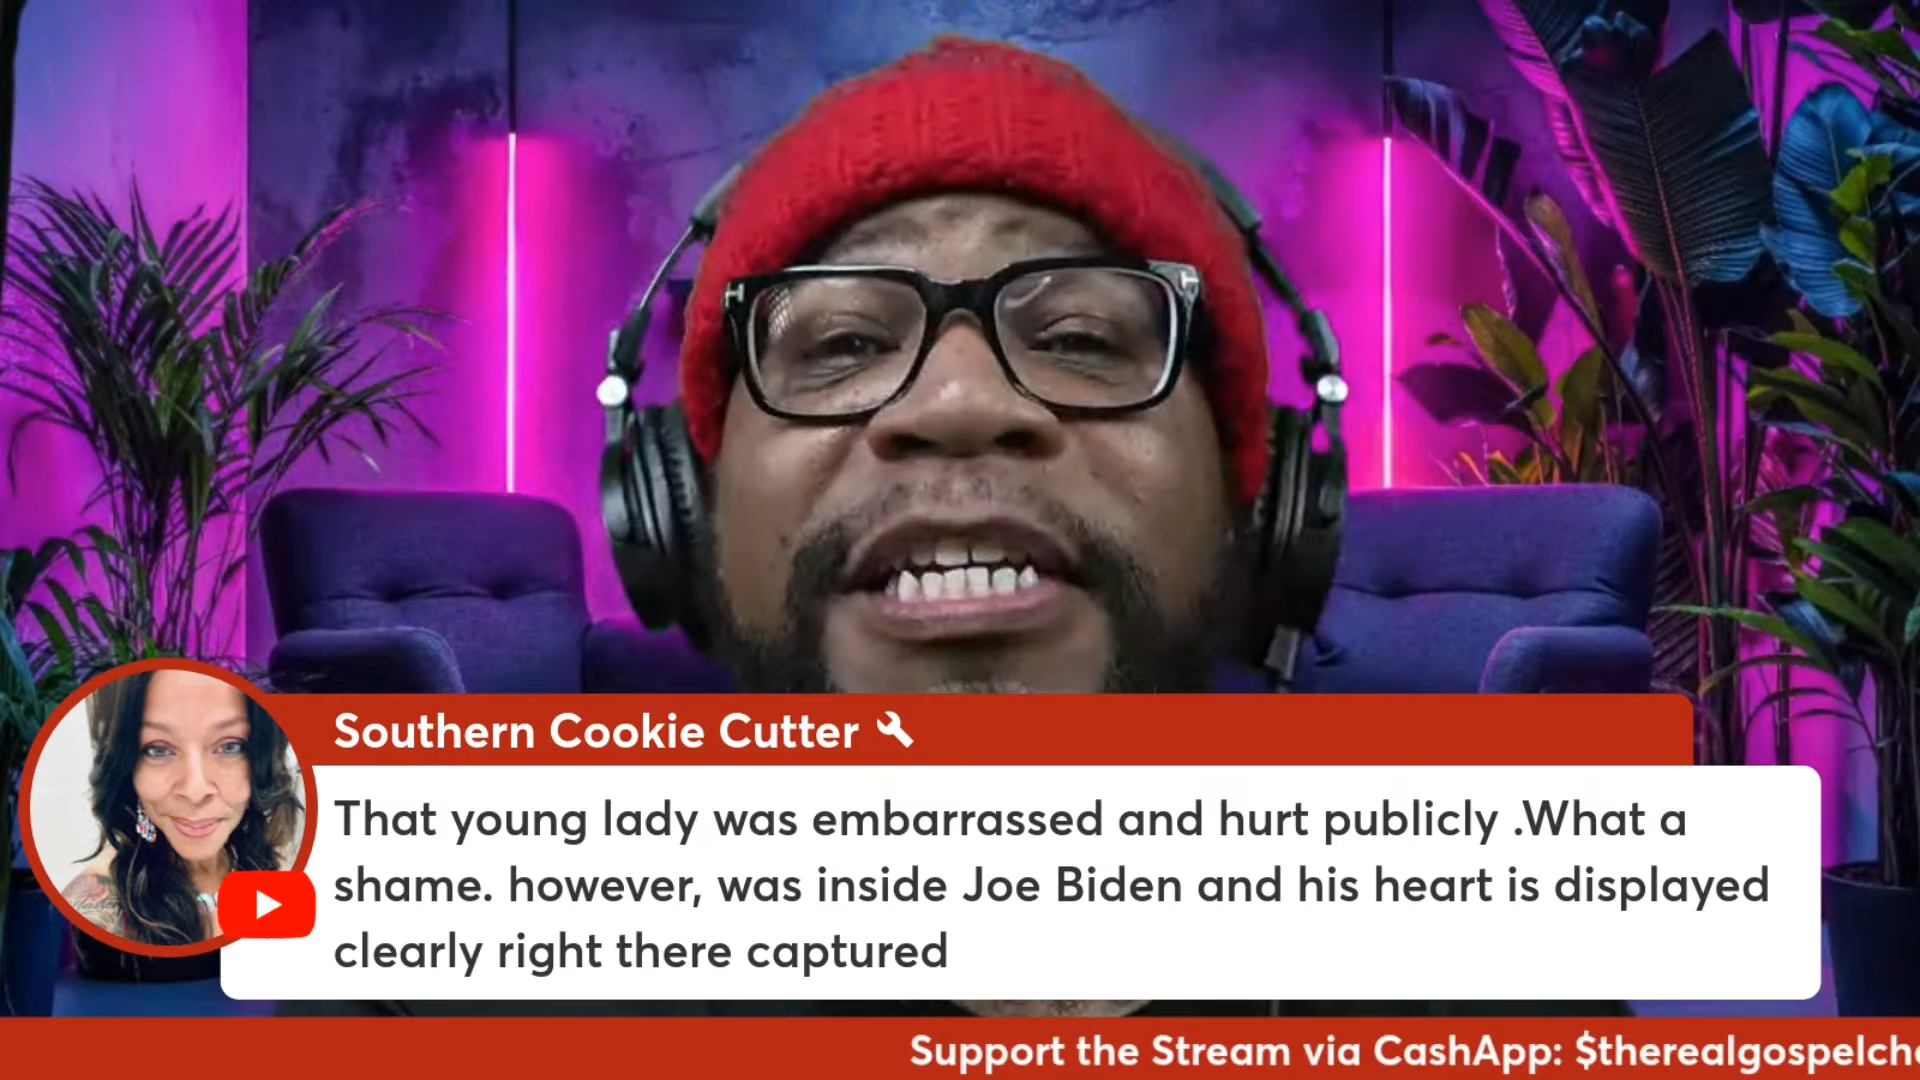 Southern Cookie Cutter
That young lady was embarrassed and hurt publicly .What a
shame. however, was inside Joe Biden and his heart is displayed
clearly right there captured
Support the Stream via CashApp: $therealgospelch